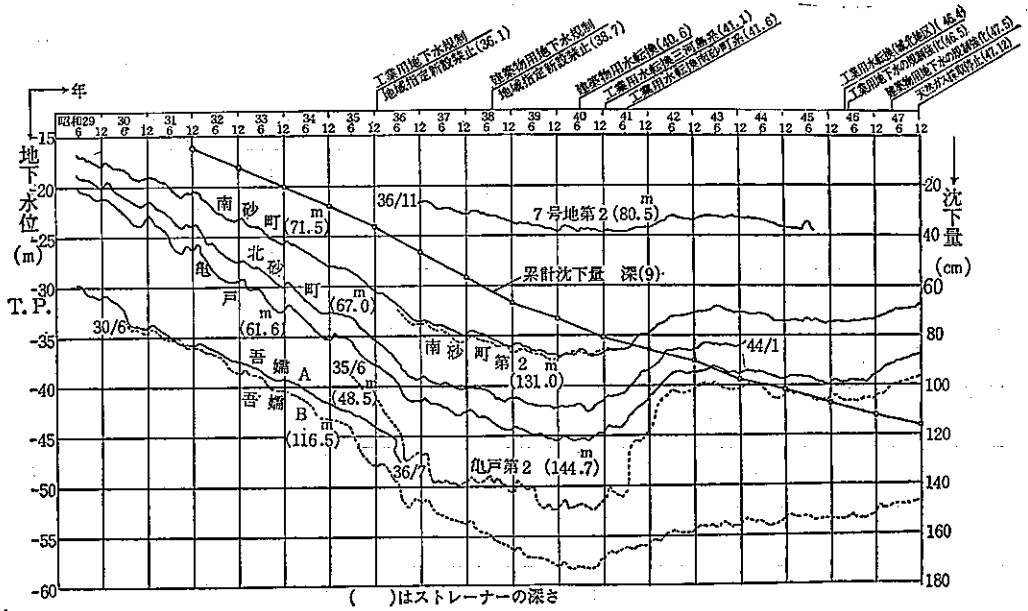 工業用地下水規制
地域指定新設禁止(36.1)
建築物用地下水規制
地域指定新設禁止(38.7)
建築物用水転換(40.6)
工業用水転換三河島系(41.1)
工業用水転換南砂町系(41.6)
工業用水転換(城北地区)(46.4)
工業用地下水の規制強化(46.5)
建築物用地下水の規制強化(47.5)
天然ガス採取停止(47.12)
年
昭和29 30 31 32 33 34 35 36 37 38 39 40 41 42 43 44 45 46 47
6 6 12 6 12 6 12 6 12 6 12 6 12 6 12 6 12 6 12 6 12 6 12 6 12 6 12 6 12 6 12 6 12 6 12 6 12
地下水位
(m)
T.P.
-15
-20
-25
-30
-35
-40
-45
-50
-55
-60
沈下量
(cm)
20
40
60
80
100
120
140
160
180
南砂町(71.5)m
北砂町(67.0)m
亀戸(61.6)m
30/6
吾嬬A
(48.5)m
吾嬬B
(116.5)m
35/6
36/7
36/11
7号地第2(80.5)m
累計沈下量 深(9)
南砂町第2
(131.0)m
亀戸第2(144.7)m
44/1
( )はストレーナーの深さ